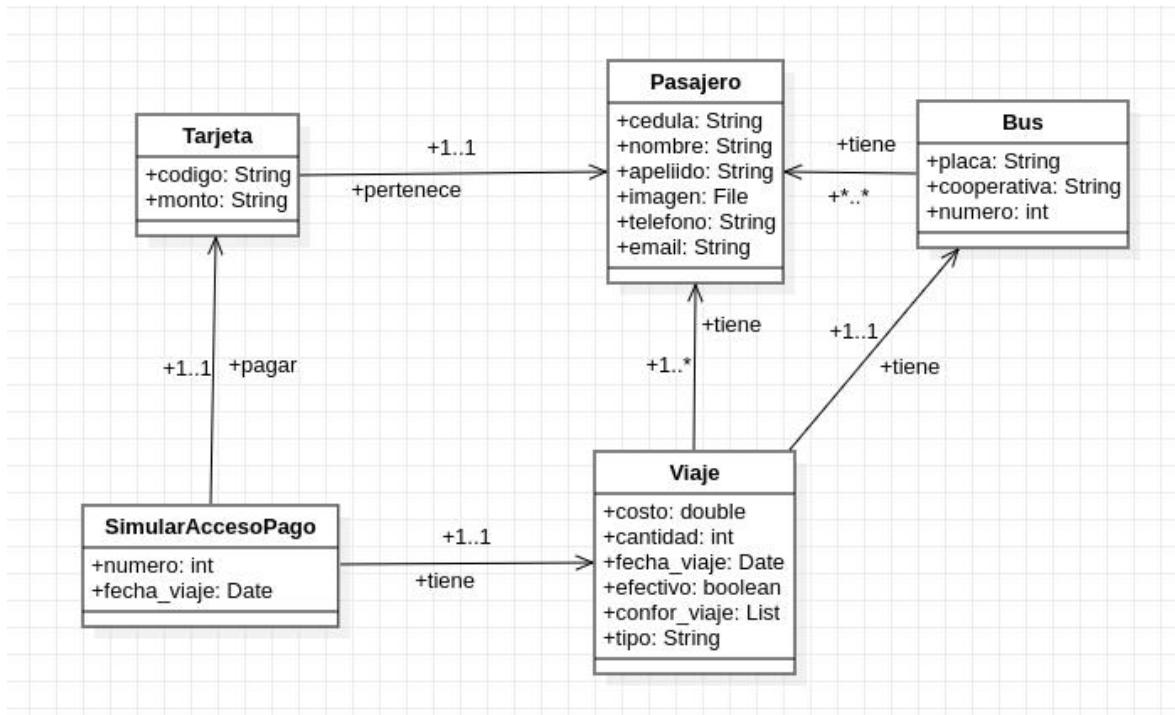 Tarjeta
+codigo: String
+monto: String
+1..1
+pertenece
Pasajero
+cedula: String
+nombre: String
+apeliido: String
+imagen: File
+telefono: String
+email: String
+tiene
+*..*
Bus
+placa: String
+cooperativa: String
+numero: int
+1..1
+pagar
+tiene
+1..*
+1..1
+tiene
SimularAccesoPago
+numero: int
+fecha_viaje: Date
+1..1
+tiene
Viaje
+costo: double
+cantidad: int
+fecha_viaje: Date
+efectivo: boolean
+confor_viaje: List
+tipo: String